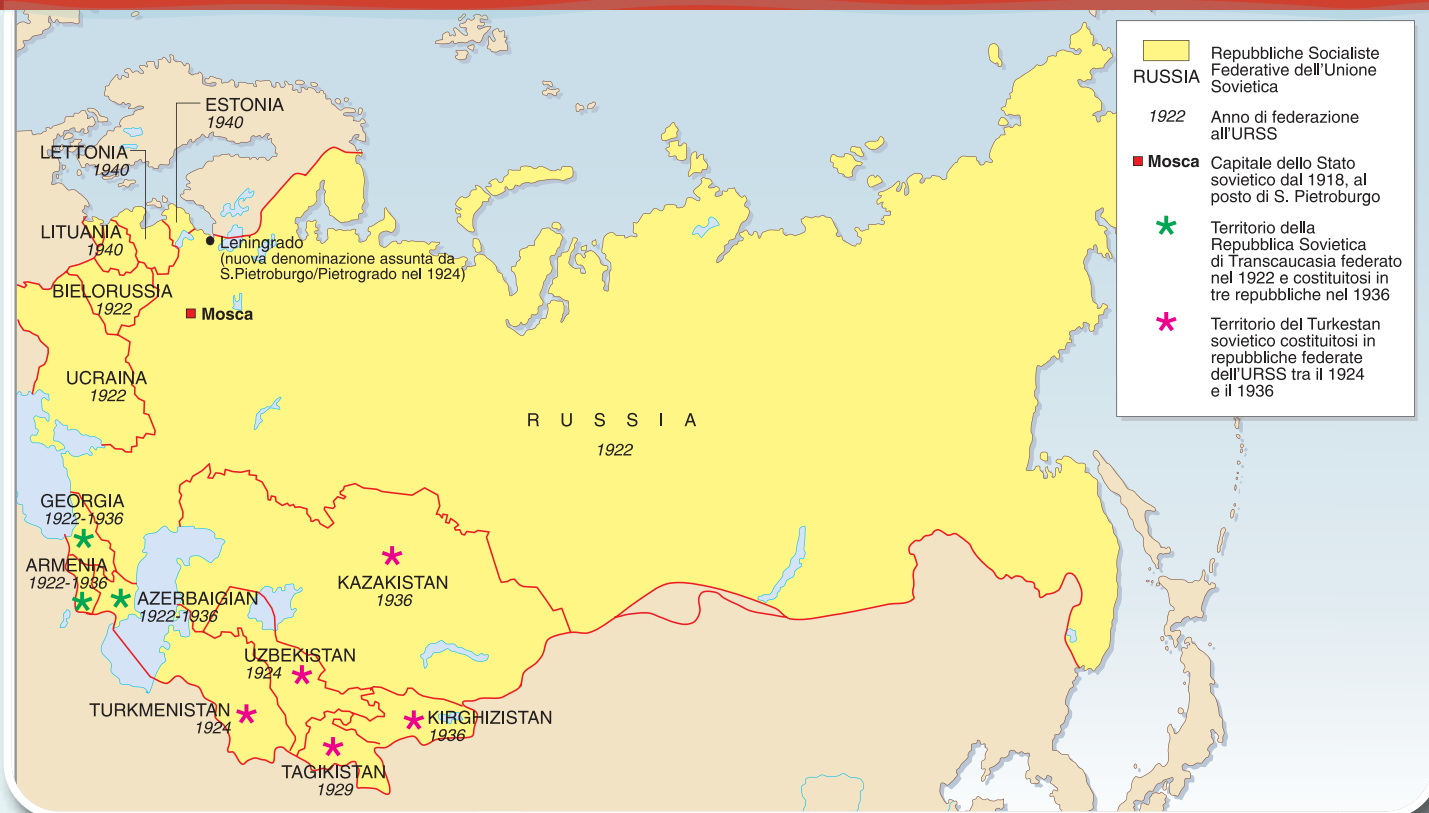 ESTONIA
1940
LETTONIA
1940
LITUANIA
1940
Leningrado
(nuova denominazione assunta da
S.Pietroburgo/Pietrogrado nel 1924)
BIELORUSSIA
1922
Mosca
UCRAINA
1922
RUSSIA
1922
GEORGIA
1922-1936
ARMENIA
1922-1936
AZERBAIGIAN
1922-1936
KAZAKISTAN
1936
UZBEKISTAN
1924
TURKMENISTAN
1924
KIRGHIZISTAN
1936
TAGIKISTAN
1929
RUSSIA
Repubbliche Socialiste
Federative dell'Unione
Sovietica
1922
Anno di federazione
all'URSS
Mosca
Capitale dello Stato
sovietico dal 1918, al
posto di S. Pietroburgo
Territorio della
Repubblica Sovietica
di Transcaucasia federato
nel 1922 e costituitosi in
tre repubbliche nel 1936
Territorio del Turkestan
sovietico costituitosi in
repubbliche federate
dell'URSS tra il 1924
e il 1936